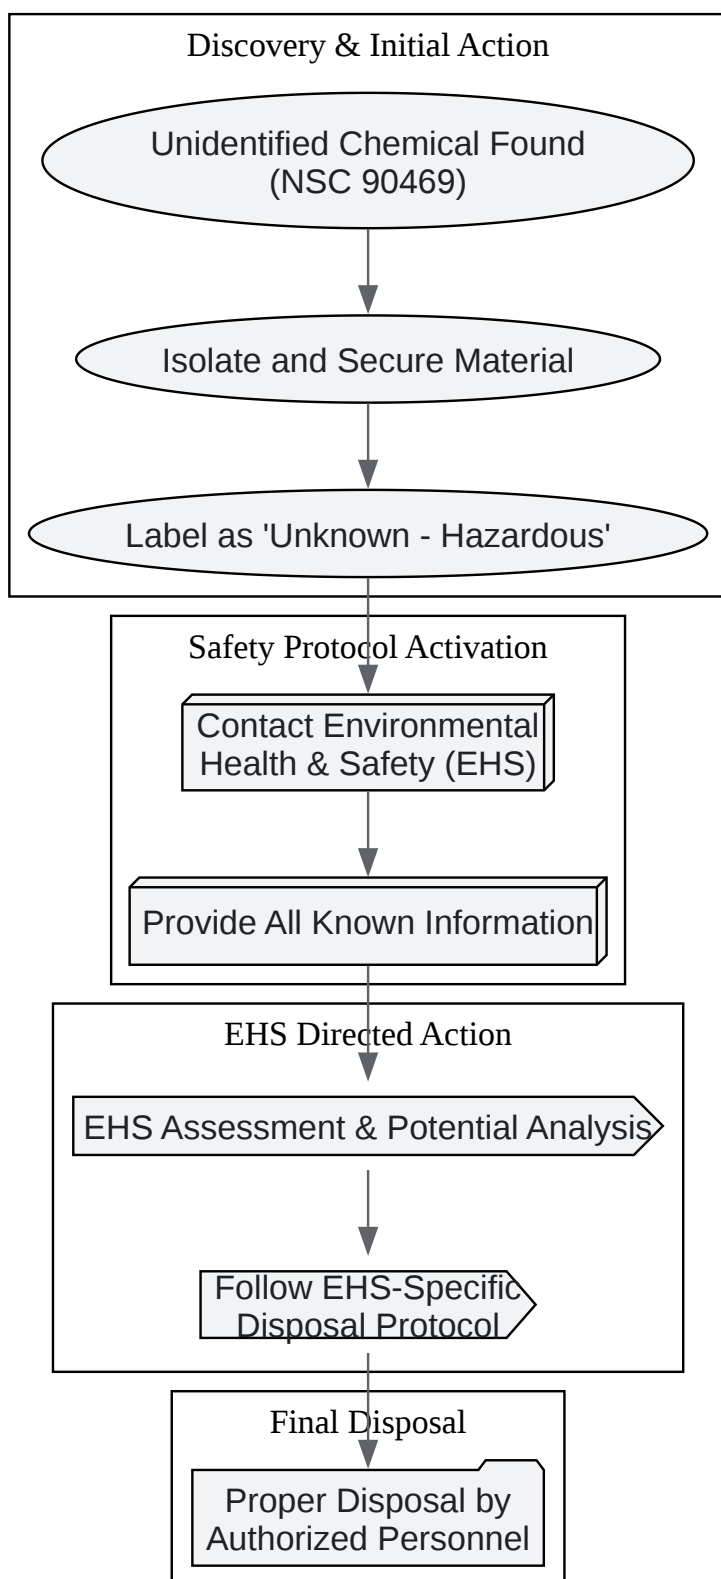 Discovery & Initial Action
Unidentified Chemical Found
(NSC 90469)
Isolate and Secure Material
Label as 'Unknown - Hazardous'
Safety Protocol Activation
Contact Environmental
Health & Safety (EHS)
Provide All Known Information
EHS Directed Action
EHS Assessment & Potential Analysis
Follow EHS-Specific
Disposal Protocol
Final Disposal
Proper Disposal by
Authorized Personnel